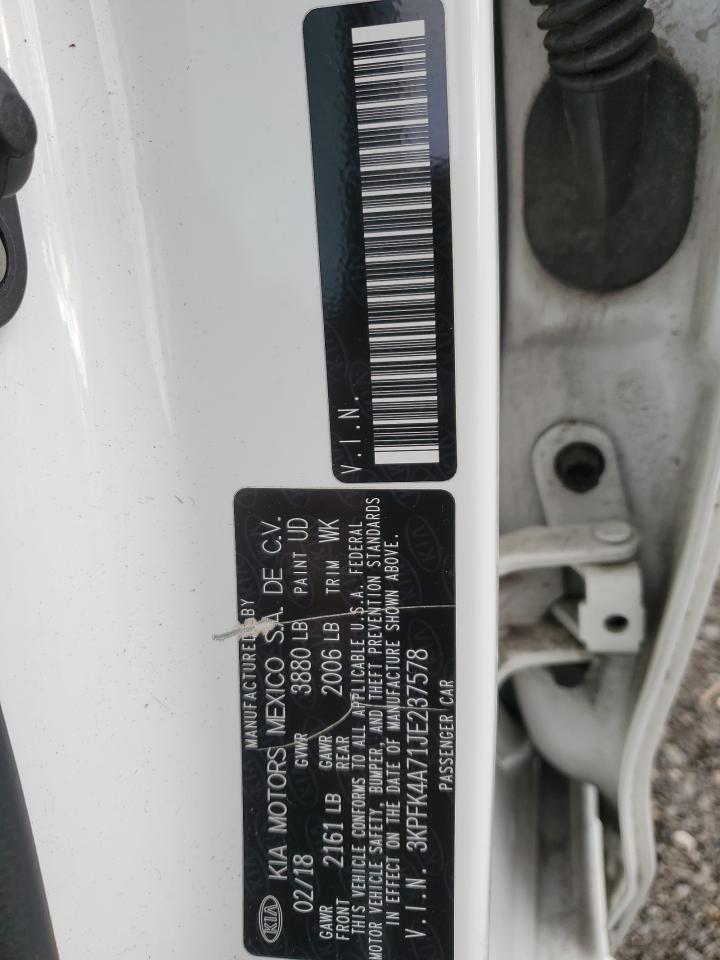 V.I.N.
MANUFACTURED BY
KIA KIA MOTORS MEXICO S.A. DE C.V.
02/18 GVWR 3880 LB PAINT UD
GAWR FRONT 2161 LB GAWR REAR 2006 LB TRIM WK
THIS VEHICLE CONFORMS TO ALL APPLICABLE U.S.A. FEDERAL
MOTOR VEHICLE SAFETY, BUMPER, AND THEFT PREVENTION STANDARDS
IN EFFECT ON THE DATE OF MANUFACTURE SHOWN ABOVE.
V.I.N. 3KPFK4A71JE237578
PASSENGER CAR